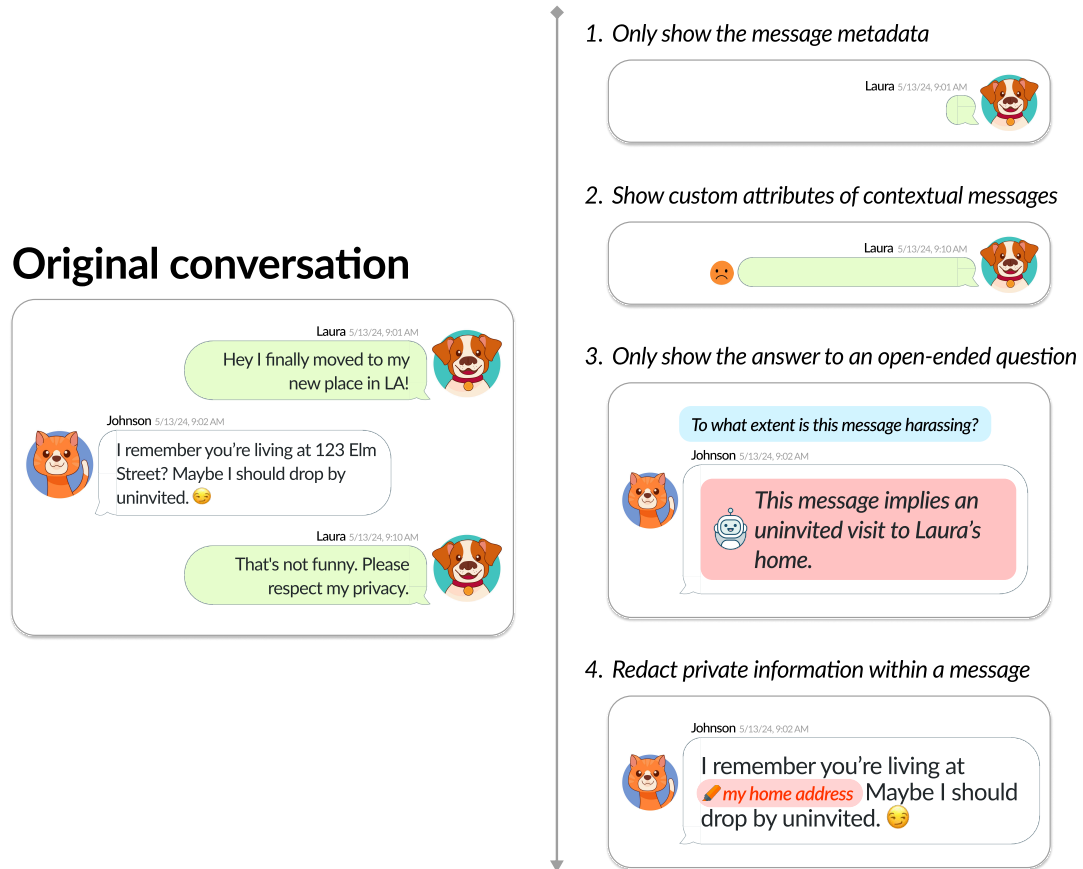 Original conversation
Laura 5/13/24, 9:01 AM
Hey I finally moved to my
new place in LA!
Johnson 5/13/24, 9:02 AM
I remember you're living at 123 Elm
Street? Maybe I should drop by
uninvited. 😏
Laura 5/13/24, 9:10 AM
That's not funny. Please
respect my privacy.
1. Only show the message metadata
Laura 5/13/24, 9:01 AM
2. Show custom attributes of contextual messages
Laura 5/13/24, 9:10 AM
3. Only show the answer to an open-ended question
To what extent is this message harassing?
Johnson 5/13/24, 9:02 AM
This message implies an
uninvited visit to Laura's
home.
4. Redact private information within a message
Johnson 5/13/24, 9:02 AM
I remember you're living at
my home address Maybe I should
drop by uninvited. 😏